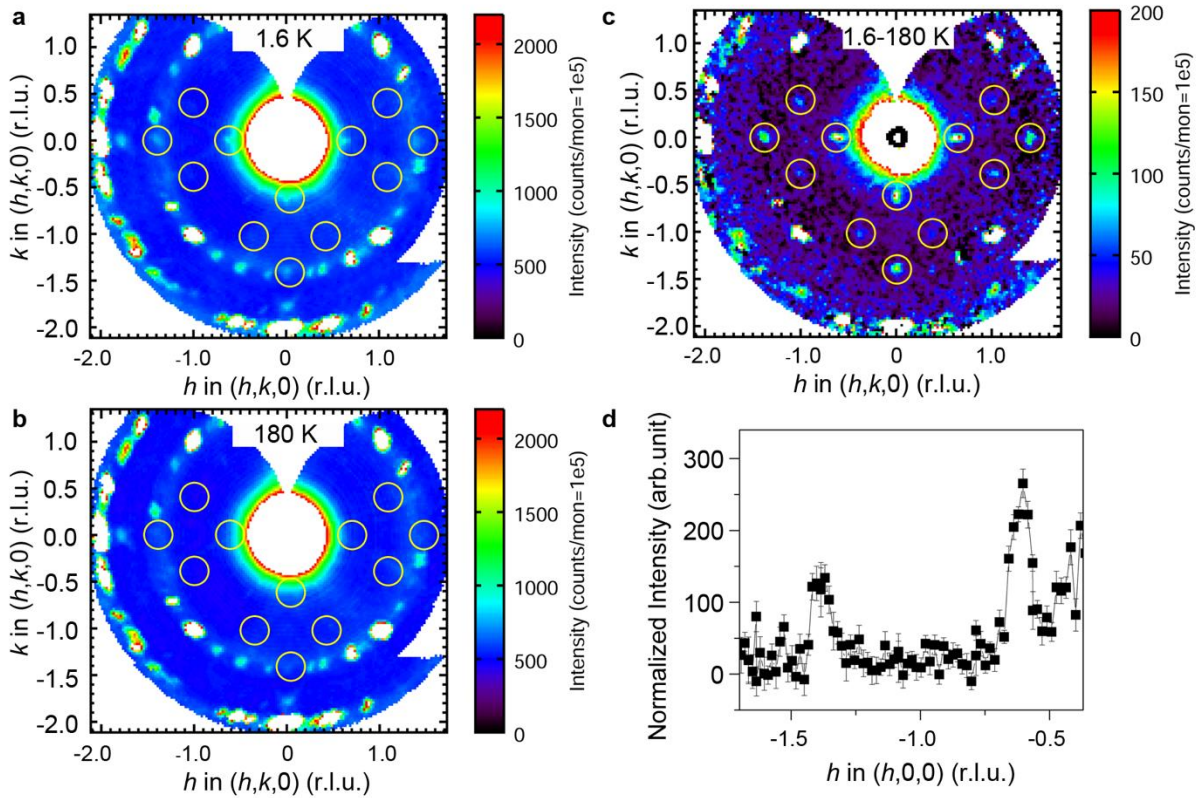 a
1.6 K
1.0
0.5
0.0
-0.5
-1.0
-1.5
-2.0
k in (h,k,0) (r.l.u.)
-2.0 -1.0 0 1.0
h in (h,k,0) (r.l.u.)
2000
1500
1000
500
0
Intensity (counts/mon=1e5)
c
1.6-180 K
1.0
0.5
0.0
-0.5
-1.0
-1.5
-2.0
k in (h,k,0) (r.l.u.)
-2.0 -1.0 0 1.0
h in (h,k,0) (r.l.u.)
200
150
100
50
0
Intensity (counts/mon=1e5)
b
180 K
1.0
0.5
0.0
-0.5
-1.0
-1.5
-2.0
k in (h,k,0) (r.l.u.)
-2.0 -1.0 0 1.0
h in (h,k,0) (r.l.u.)
2000
1500
1000
500
0
Intensity (counts/mon=1e5)
d
300
200
100
0
Normalized Intensity (arb.unit)
-1.5 -1.0 -0.5
h in (h,0,0) (r.l.u.)